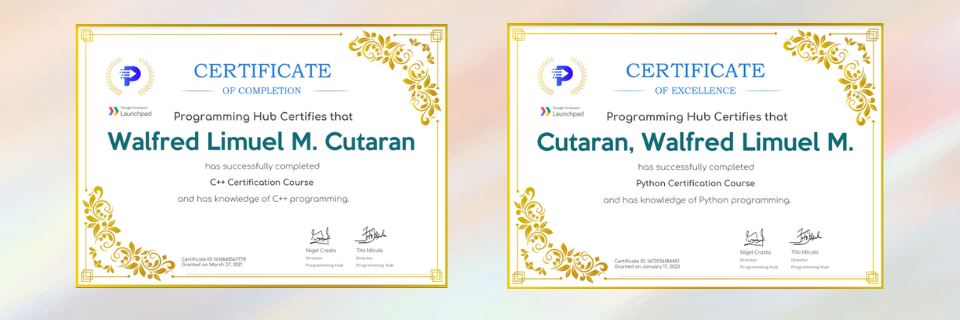 CERTIFICATE
OF COMPLETION
Google Developers
Launchpad
Programming Hub Certifies that
Walfred Limuel M. Cutaran
has successfully completed
C++ Certification Course
and has knowledge of C++ programming.
Nigel Crasta
Director
Programming Hub
Tito Idicula
Director
Programming Hub
Certificate ID: 1616860567778
Granted on March 27, 2021
CERTIFICATE
OF EXCELLENCE
Google Developers
Launchpad
Programming Hub Certifies that
Cutaran, Walfred Limuel M.
has successfully completed
Python Certification Course
and has knowledge of Python programming.
Nigel Crasta
Director
Programming Hub
Tito Idicula
Director
Programming Hub
Certificate ID:
Granted on January 17, 2023